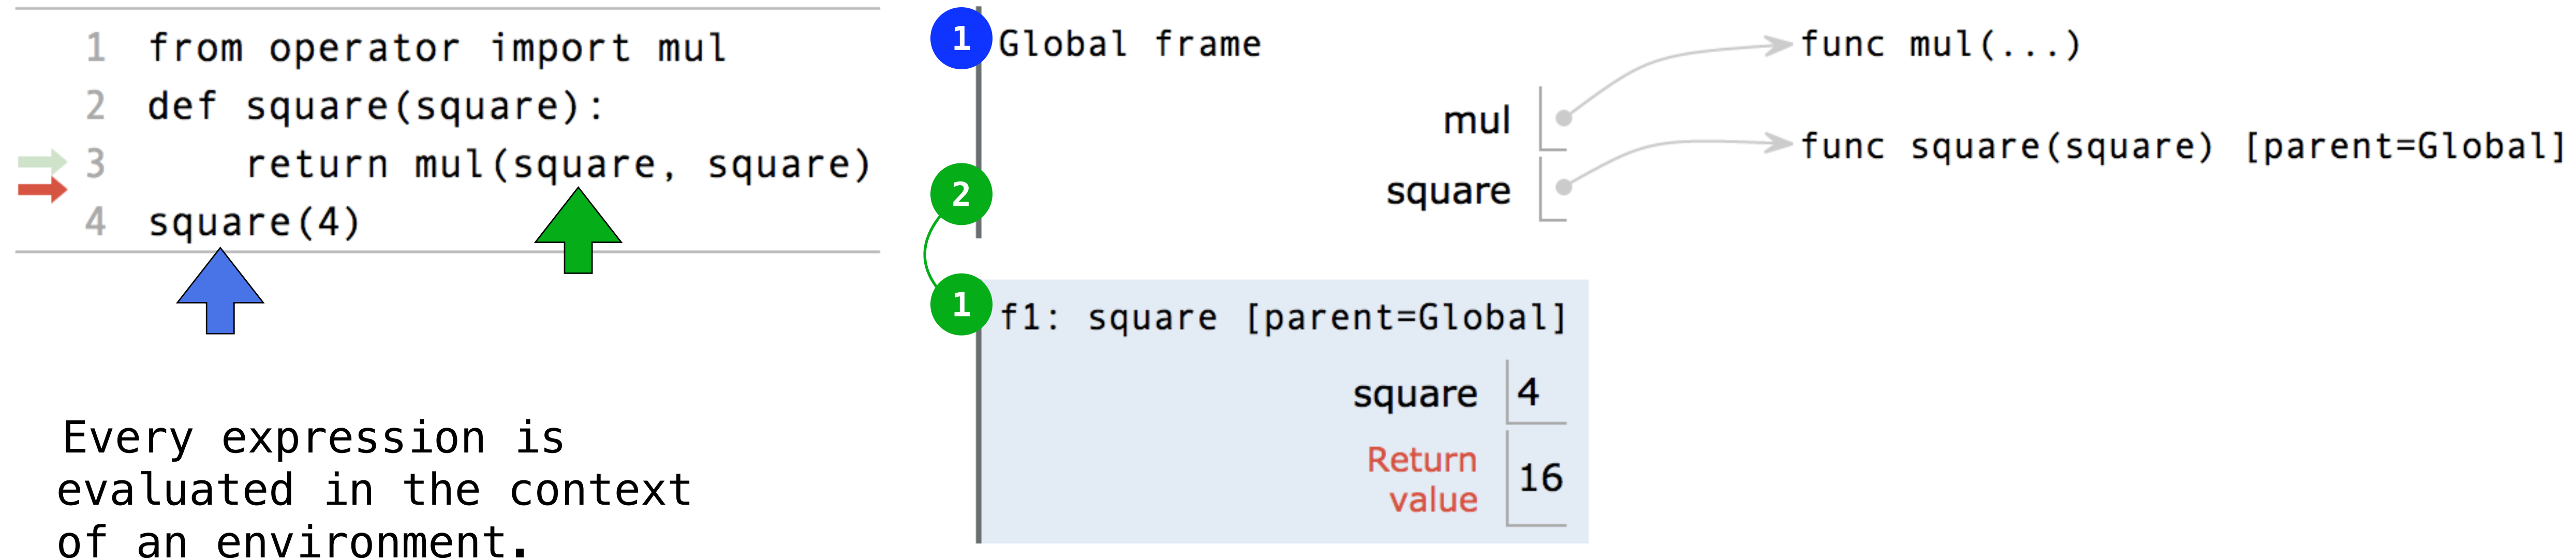 1 from operator import mul
2 def square(square):
3 return mul(square, square)
4 square(4)
Every expression is
evaluated in the context
of an environment.
1 Global frame
mul
2
square
func mul(...)
func square(square) [parent=Global]
1 f1: square [parent=Global]
square 4
Return
value 16